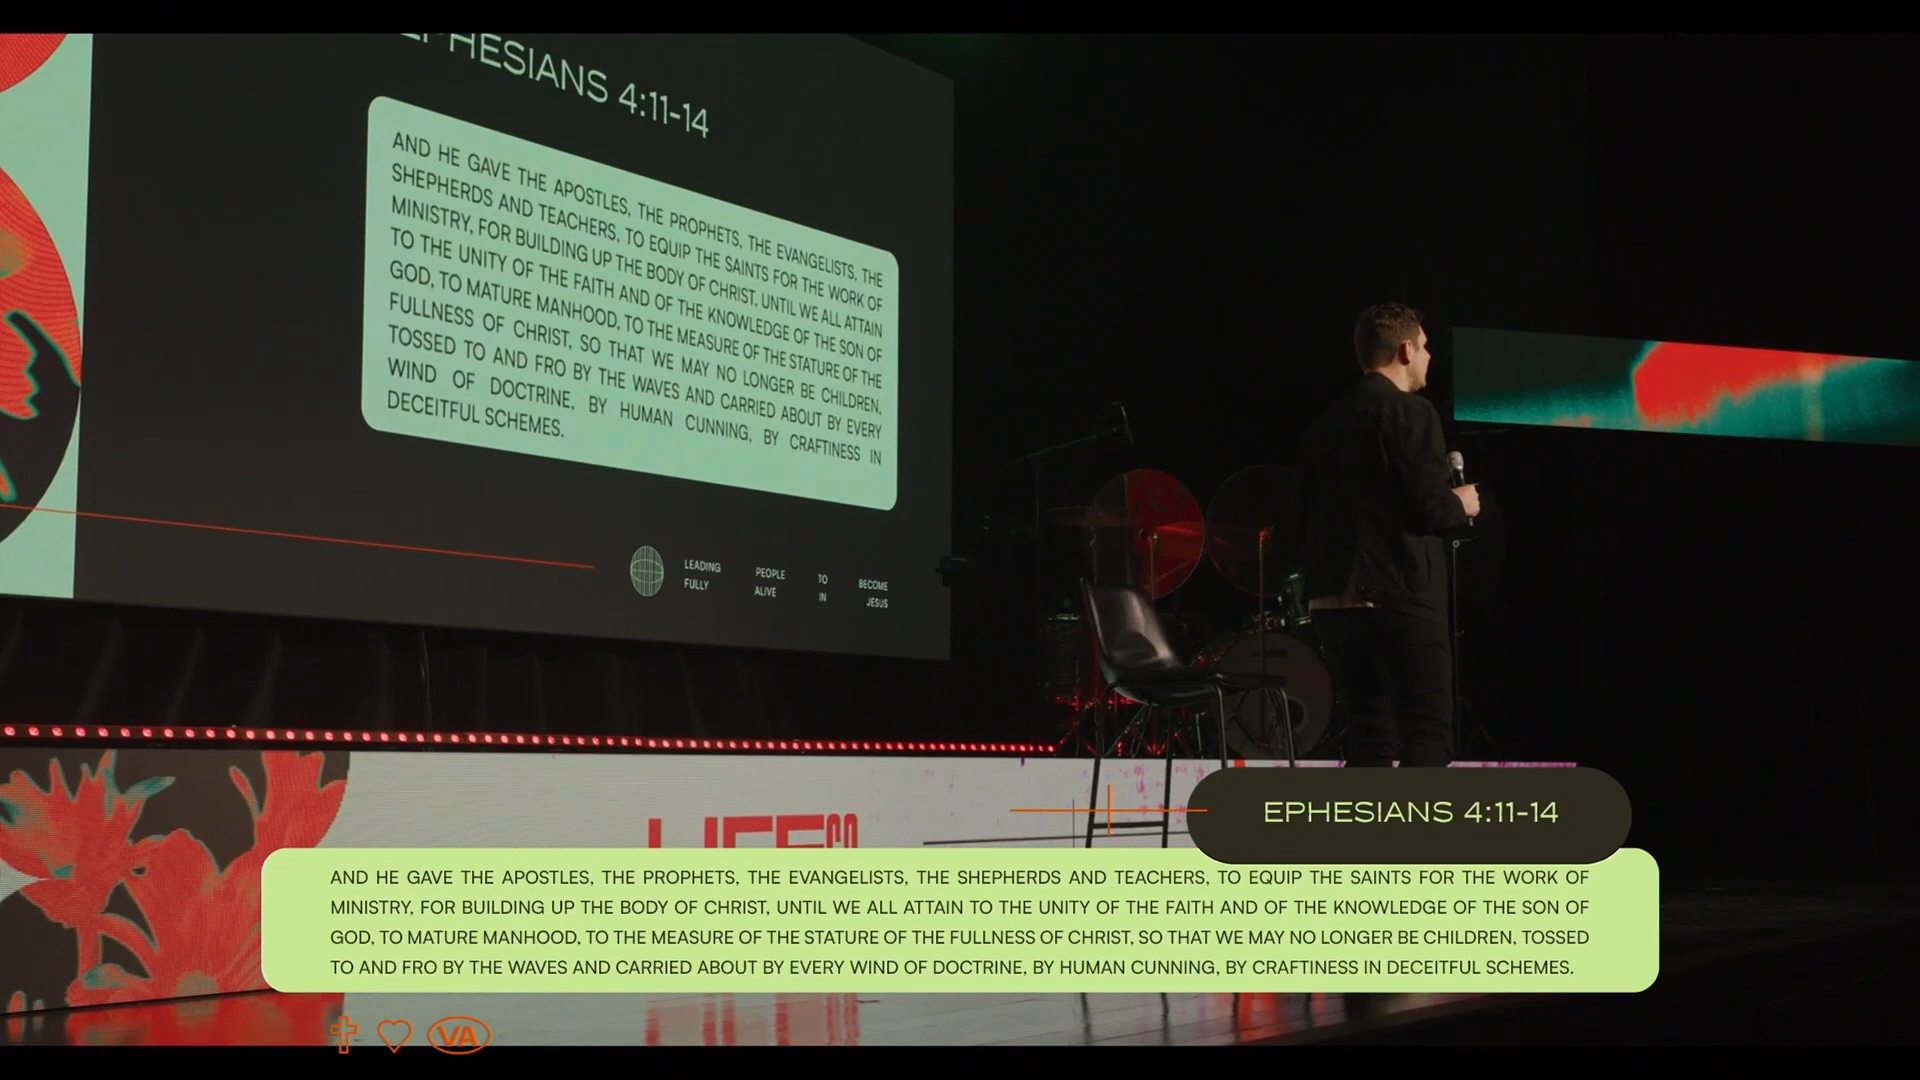 EPHESIANS 4:11-14
AND HE GAVE THE APOSTLES, THE PROPHETS, THE EVANGELISTS, THE
SHEPHERDS AND TEACHERS, TO EQUIP THE SAINTS FOR THE WORK OF
MINISTRY, FOR BUILDING UP THE BODY OF CHRIST, UNTIL WE ALL ATTAIN
TO THE UNITY OF THE FAITH AND OF THE KNOWLEDGE OF THE SON OF
GOD, TO MATURE MANHOOD, TO THE MEASURE OF THE STATURE OF THE
FULLNESS OF CHRIST, SO THAT WE MAY NO LONGER BE CHILDREN,
TOSSED TO AND FRO BY THE WAVES AND CARRIED ABOUT BY EVERY
WIND OF DOCTRINE, BY HUMAN CUNNING, BY CRAFTINESS IN
DECEITFUL SCHEMES.
LEADING PEOPLE TO BECOME
FULLY ALIVE IN JESUS
EPHESIANS 4:11-14
AND HE GAVE THE APOSTLES, THE PROPHETS, THE EVANGELISTS, THE SHEPHERDS AND TEACHERS, TO EQUIP THE SAINTS FOR THE WORK OF
MINISTRY, FOR BUILDING UP THE BODY OF CHRIST, UNTIL WE ALL ATTAIN TO THE UNITY OF THE FAITH AND OF THE KNOWLEDGE OF THE SON OF
GOD, TO MATURE MANHOOD, TO THE MEASURE OF THE STATURE OF THE FULLNESS OF CHRIST, SO THAT WE MAY NO LONGER BE CHILDREN, TOSSED
TO AND FRO BY THE WAVES AND CARRIED ABOUT BY EVERY WIND OF DOCTRINE, BY HUMAN CUNNING, BY CRAFTINESS IN DECEITFUL SCHEMES.
VA